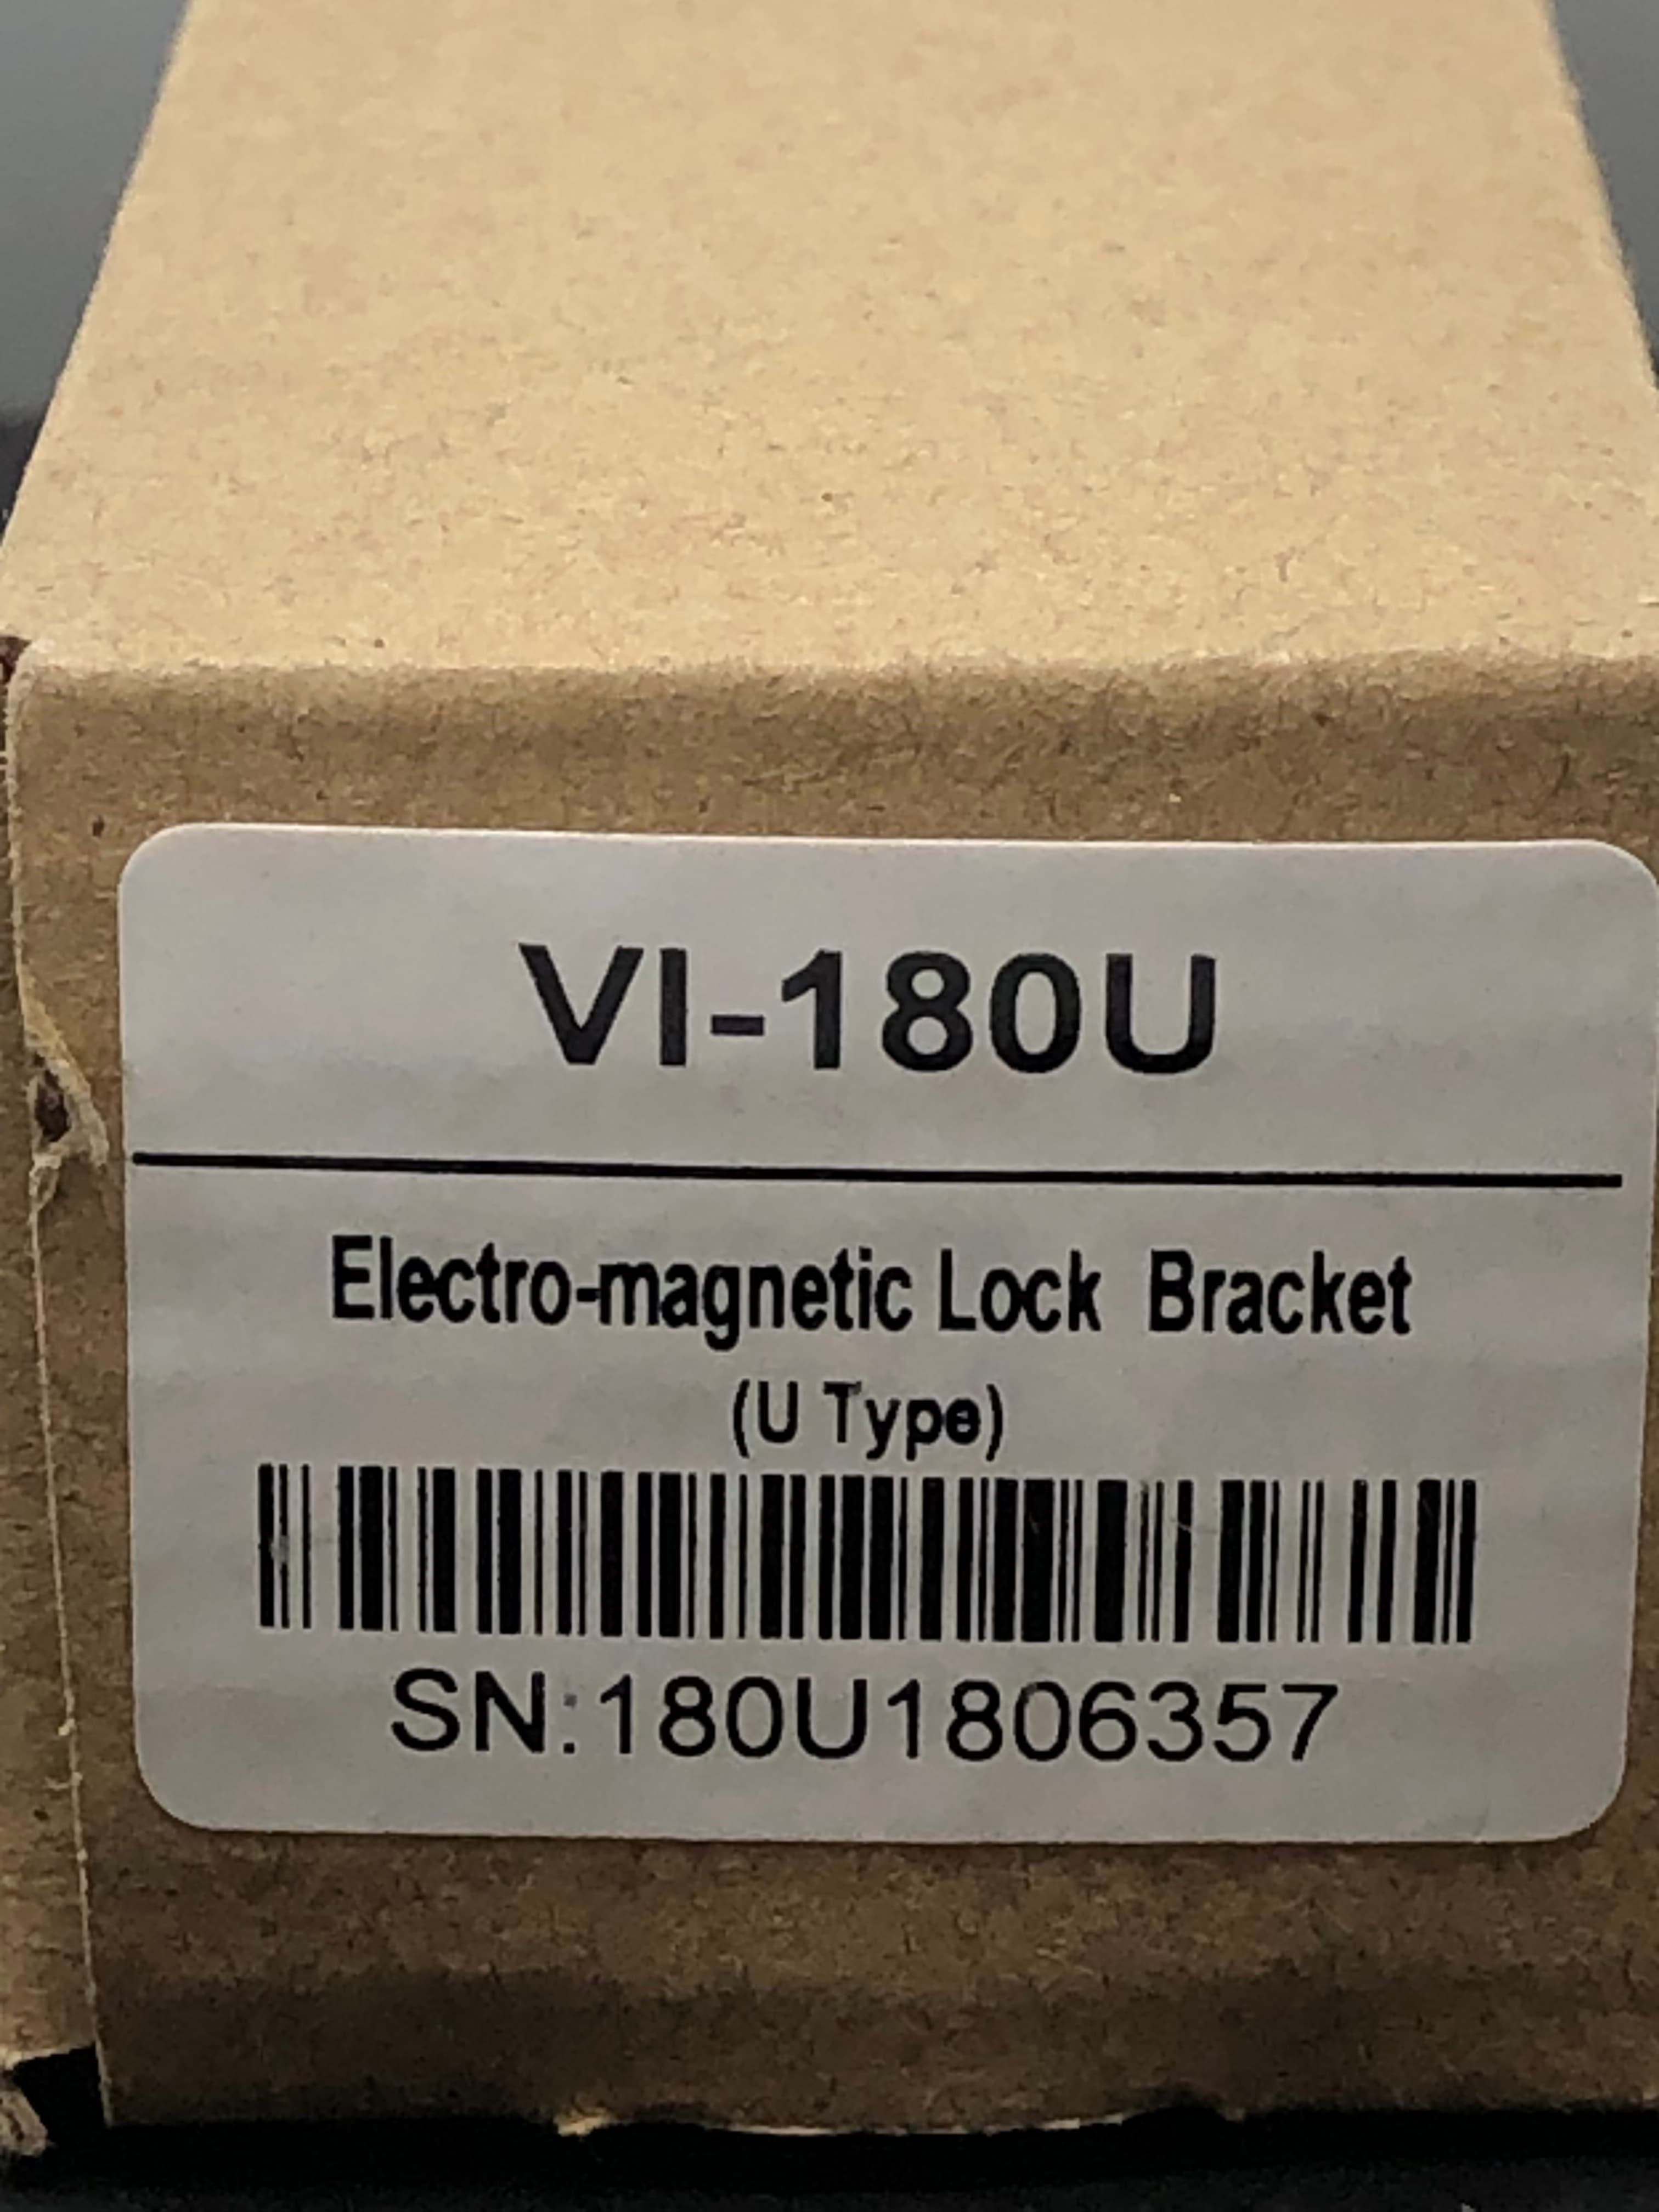 VI-180U
Electro-magnetic Lock Bracket
(U Type)
SN:180U1806357